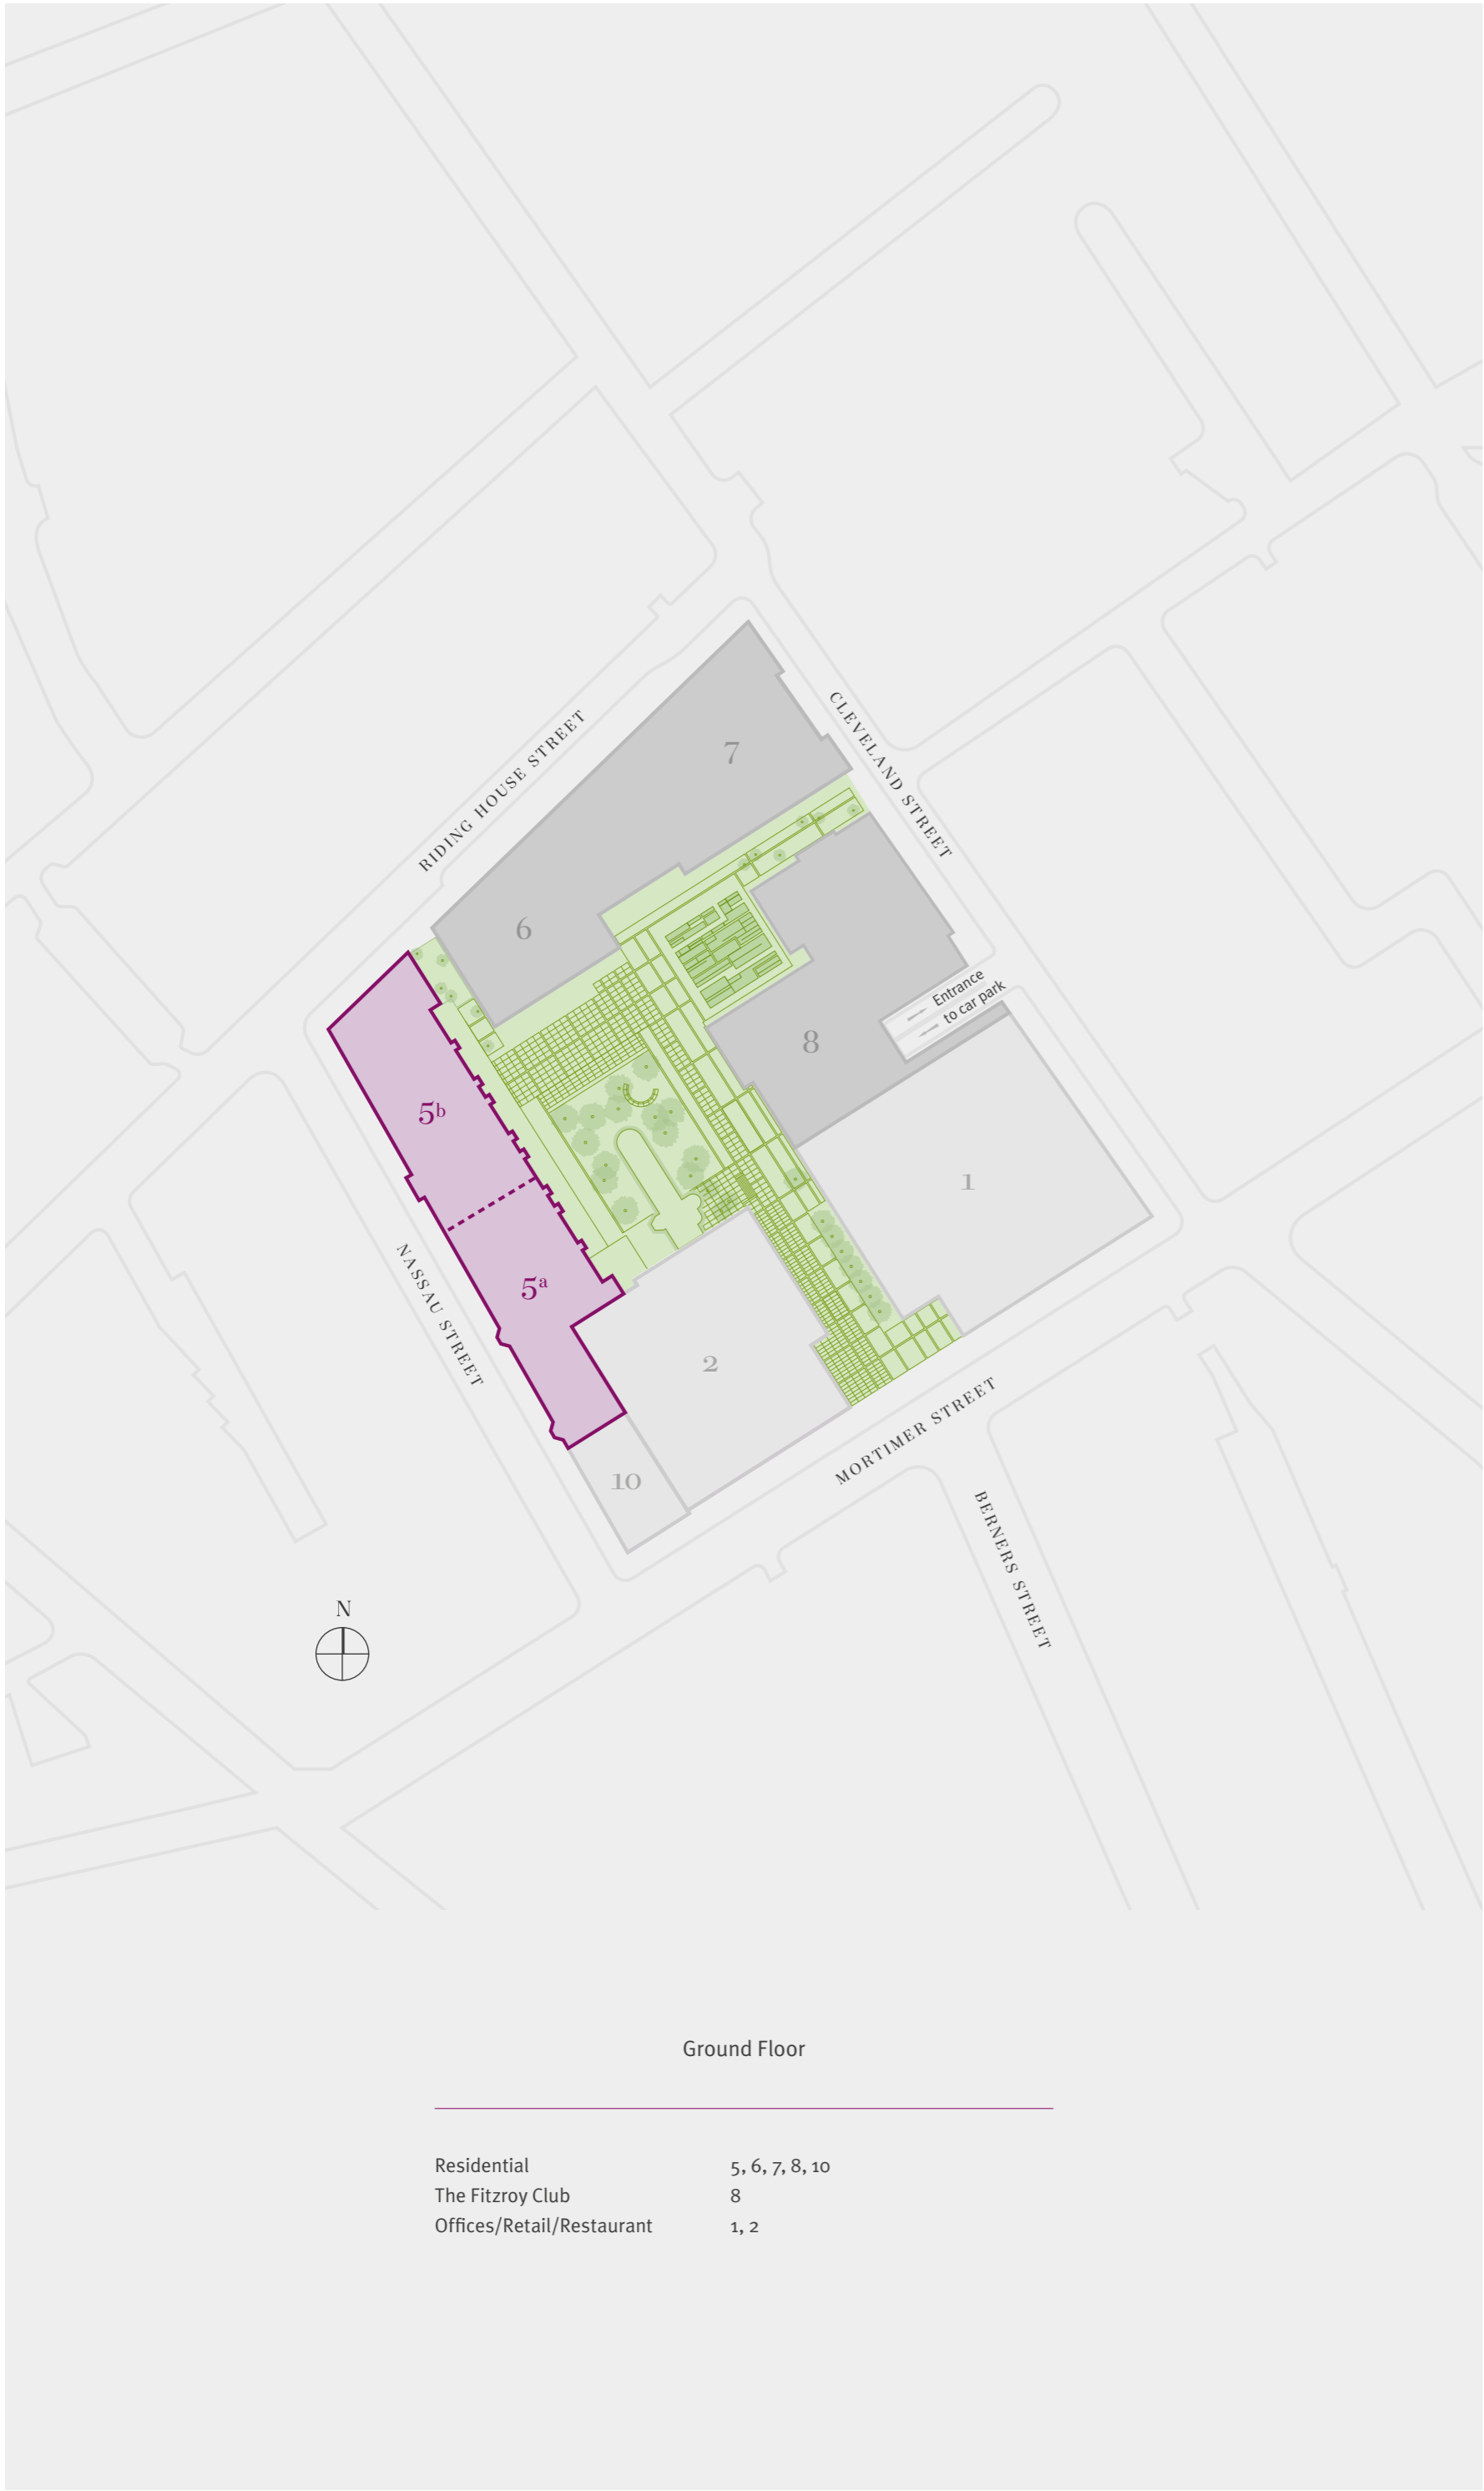 7
CLEVELAND STREET
RIDING HOUSE STREET
6
Entrance
to car park
8
5b
1
5a
NASSAU STREET
2
MORTIMER STREET
10
BERNERS STREET
N
Ground Floor
Residential 5, 6, 7, 8, 10
The Fitzroy Club 8
Offices/Retail/Restaurant 1, 2